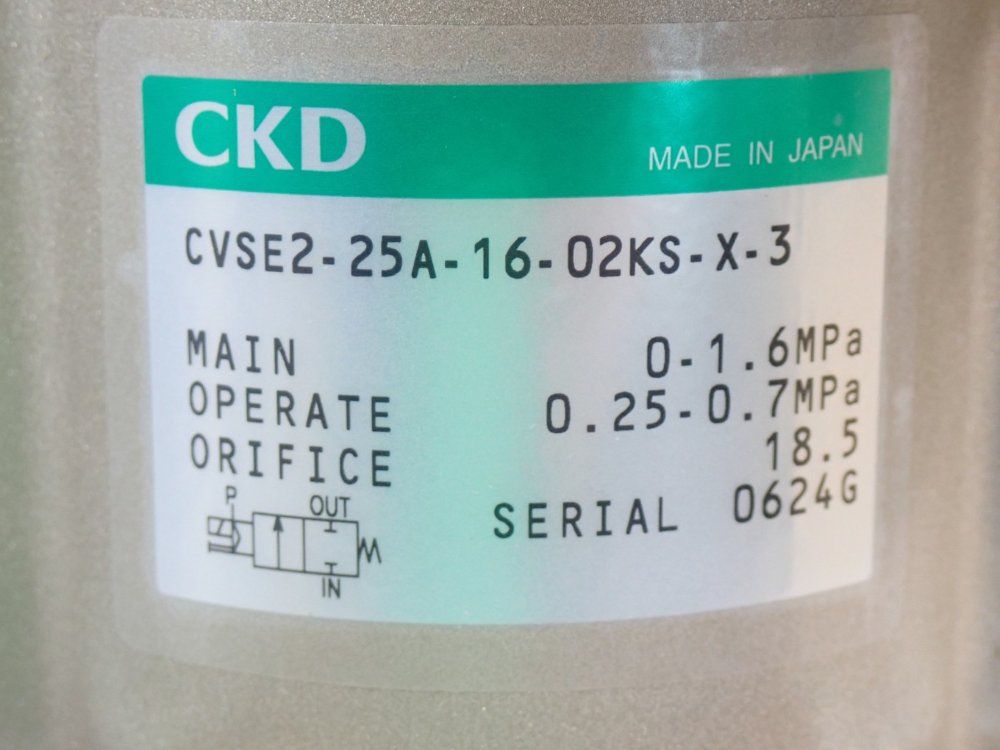 CKD
MADE IN JAPAN
CVSE2-25A-16-02KS-X-3
MAIN 0-1.6MPa
OPERATE 0.25-0.7MPa
ORIFICE 18.5
SERIAL 0624G
P
OUT
IN